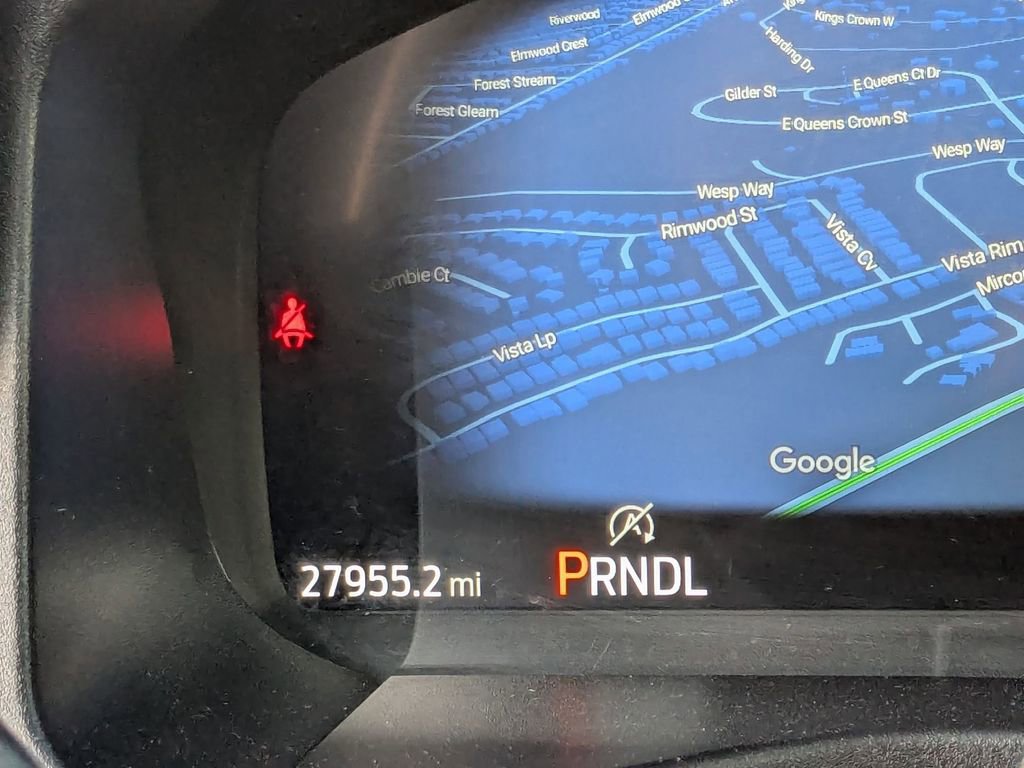 Riverwood
Elmwood
Kings Crown W
Harding Dr
Elmwood Crest
Forest Stream
Forest Gleam
Gilder St
E Queens Ct Dr
E Queens Crown St
Wesp Way
Wesp Way
Rimwood St
Vista Cv
Vista Rim
Camble Ct
Vista Lp
Google
27955.2 mi
PRNDL